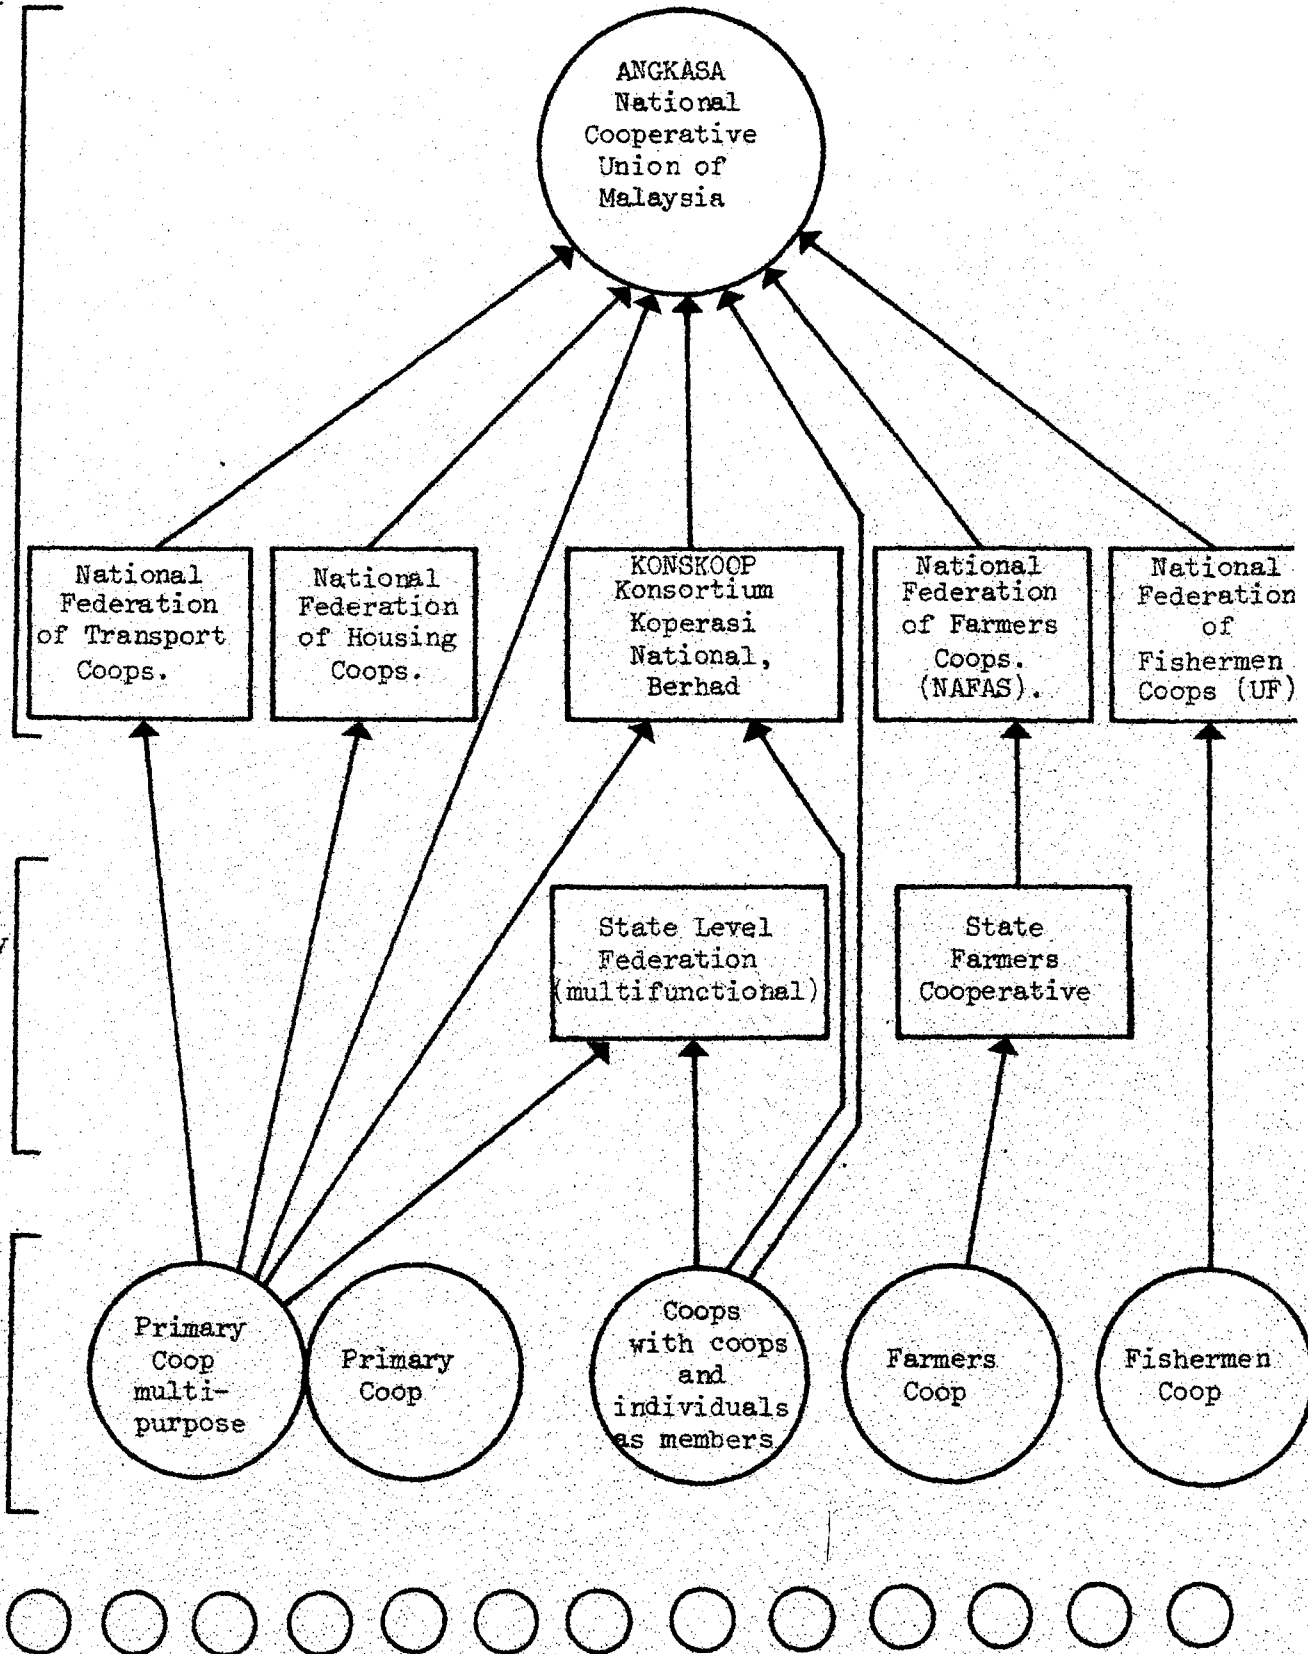 ANGKASA
National
Cooperative
Union of
Malaysia
National
Federation
of Transport
Coops.
National
Federation
of Housing
Coops.
KONSKOOP
Konsortium
Koperasi
National,
Berhad
National
Federation
of Farmers
Coops.
(NAFAS).
National
Federation
of
Fishermen
Coops (UF)
State Level
Federation
(multifunctional)
State
Farmers
Cooperative
Primary
Coop
multi-
purpose
Primary
Coop
Coops
with coops
and
individuals
as members
Farmers
Coop
Fishermen
Coop